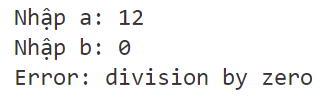 Nhập a: 12
Nhập b: 0
Error: division by zero